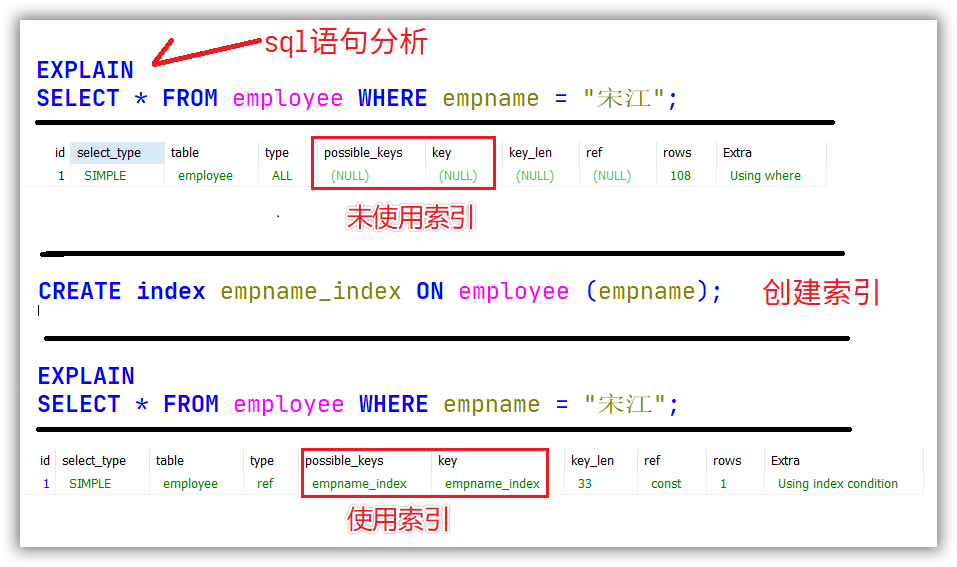 sql语句分析
EXPLAIN
SELECT * FROM employee WHERE empname = "宋江";
id select_type table type possible_keys key key_len ref rows Extra
1 SIMPLE employee ALL (NULL) (NULL) (NULL) (NULL) 108 Using where
未使用索引
CREATE index empname_index ON employee (empname); 创建索引
EXPLAIN
SELECT * FROM employee WHERE empname = "宋江";
id select_type table type possible_keys key key_len ref rows Extra
1 SIMPLE employee ref empname_index empname_index 33 const 1 Using index condition
使用索引